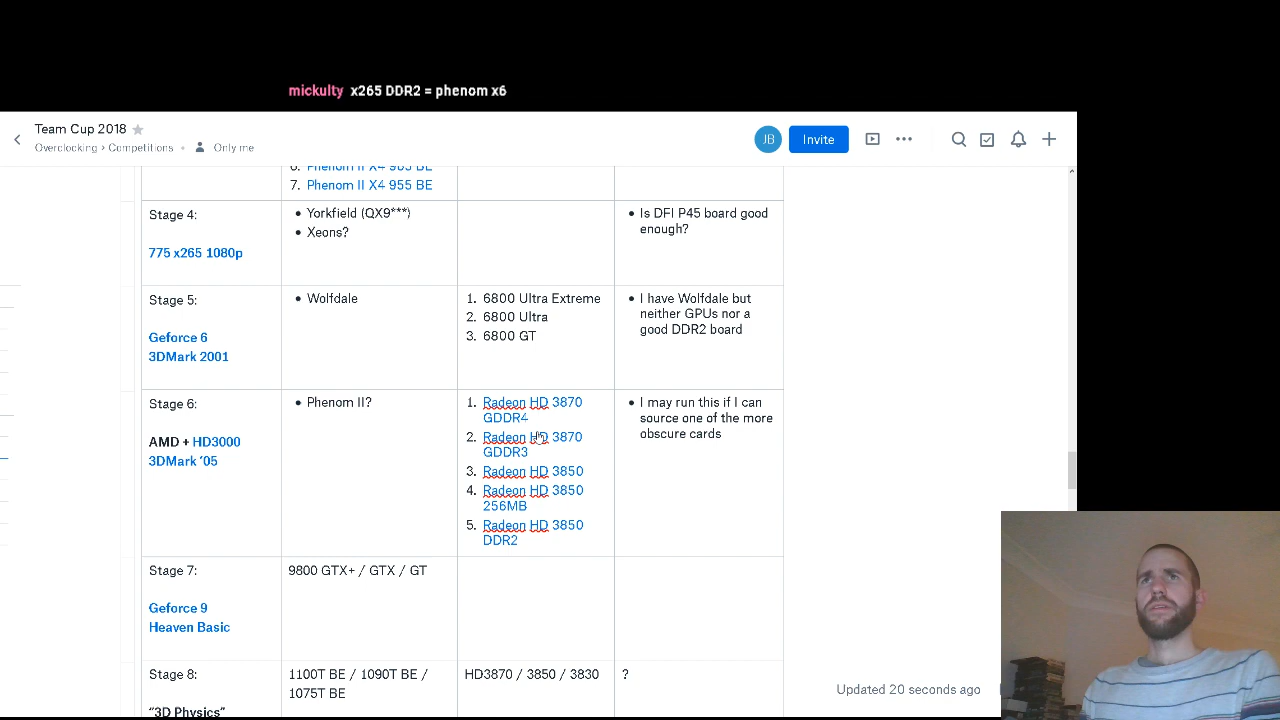 mickulty x265 DDR2 = phenom x6
Team Cup 2018
Overclocking > Competitions • Only me
JB
Invite
7. Phenom II X4 955 BE
Stage 4:
775 x265 1080p
• Yorkfield (QX9***)
• Xeons?
• Is DFI P45 board good
enough?
Stage 5:
Geforce 6
3DMark 2001
• Wolfdale
1. 6800 Ultra Extreme
2. 6800 Ultra
3. 6800 GT
• I have Wolfdale but
neither GPUs nor a
good DDR2 board
Stage 6:
AMD + HD3000
3DMark '05
• Phenom II?
1. Radeon HD 3870
GDDR4
2. Radeon HD 3870
GDDR3
3. Radeon HD 3850
4. Radeon HD 3850
256MB
5. Radeon HD 3850
DDR2
• I may run this if I can
source one of the more
obscure cards
Stage 7:
Geforce 9
Heaven Basic
9800 GTX+ / GTX / GT
Stage 8:
"3D Physics"
1100T BE / 1090T BE /
1075T BE
HD3870 / 3850 / 3830
?
Updated 20 seconds ago